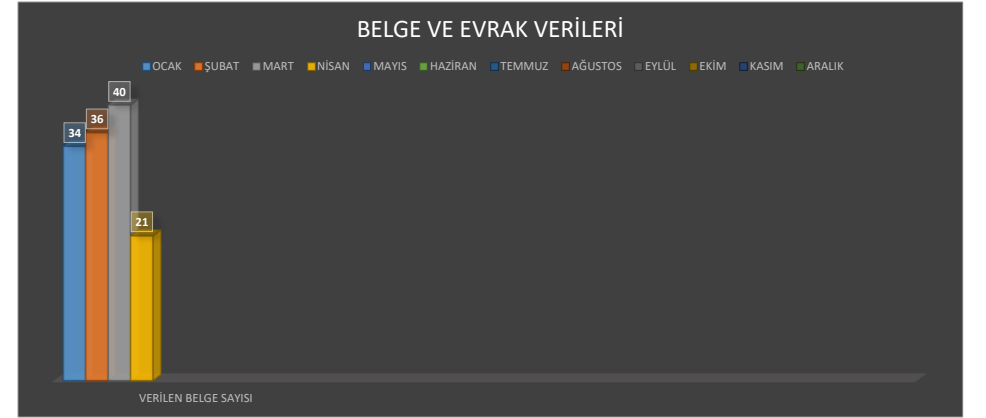 BELGE VE EVRAK VERİLERİ
OCAK ŞUBAT MART NİSAN MAYIS HAZİRAN TEMMUZ AĞUSTOS EYLÜL EKİM KASIM ARALIK
40
36
34
21
VERİLEN BELGE SAYISI